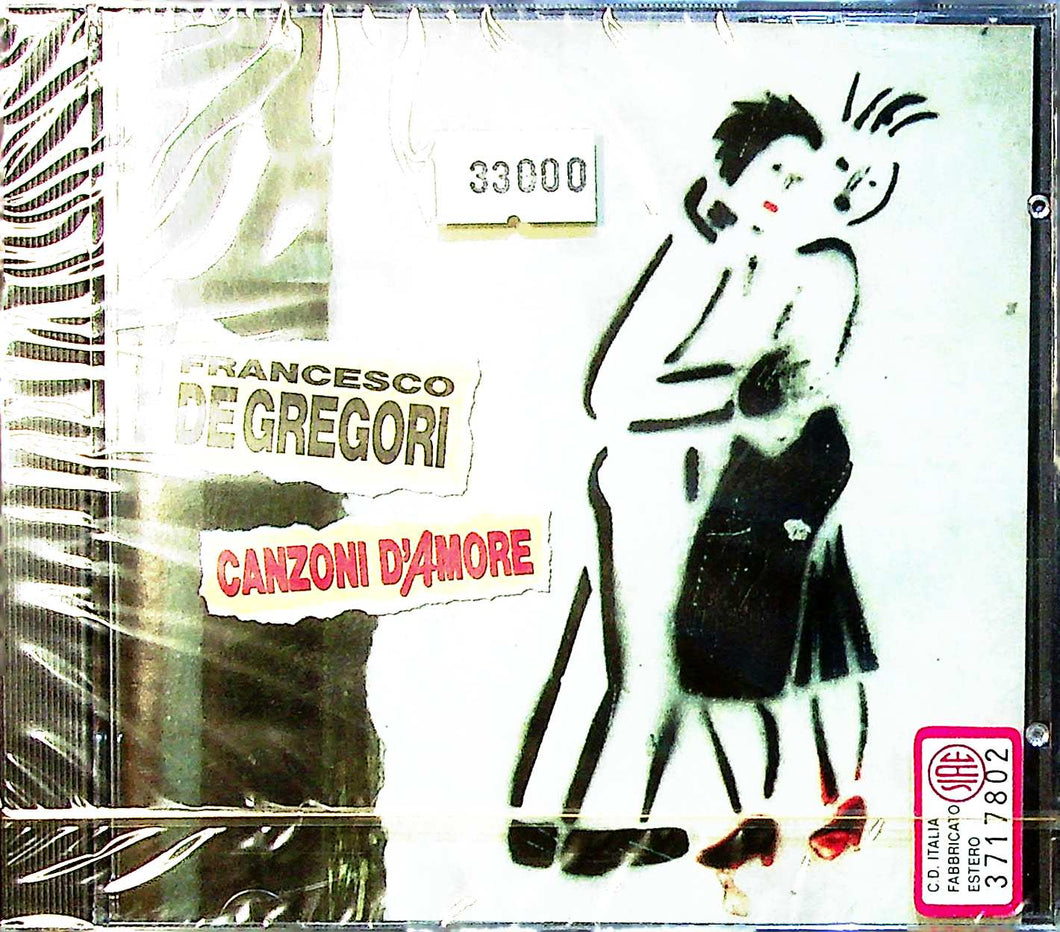 33000
FRANCESCO
DE GREGORI
CANZONI D'AMORE
SIAE
C.D. ITALIA
FABBRICATO
ESTERO
3717802